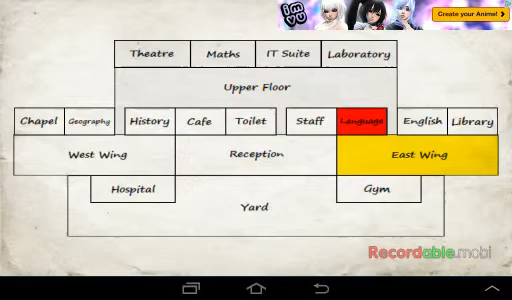 imvu
Create your Anime!
Theatre Maths IT Suite Laboratory
Upper Floor
Chapel Geography History Cafe Toilet Staff Language English Library
West Wing Reception East Wing
Hospital Gym
Yard
Recordable.mobi